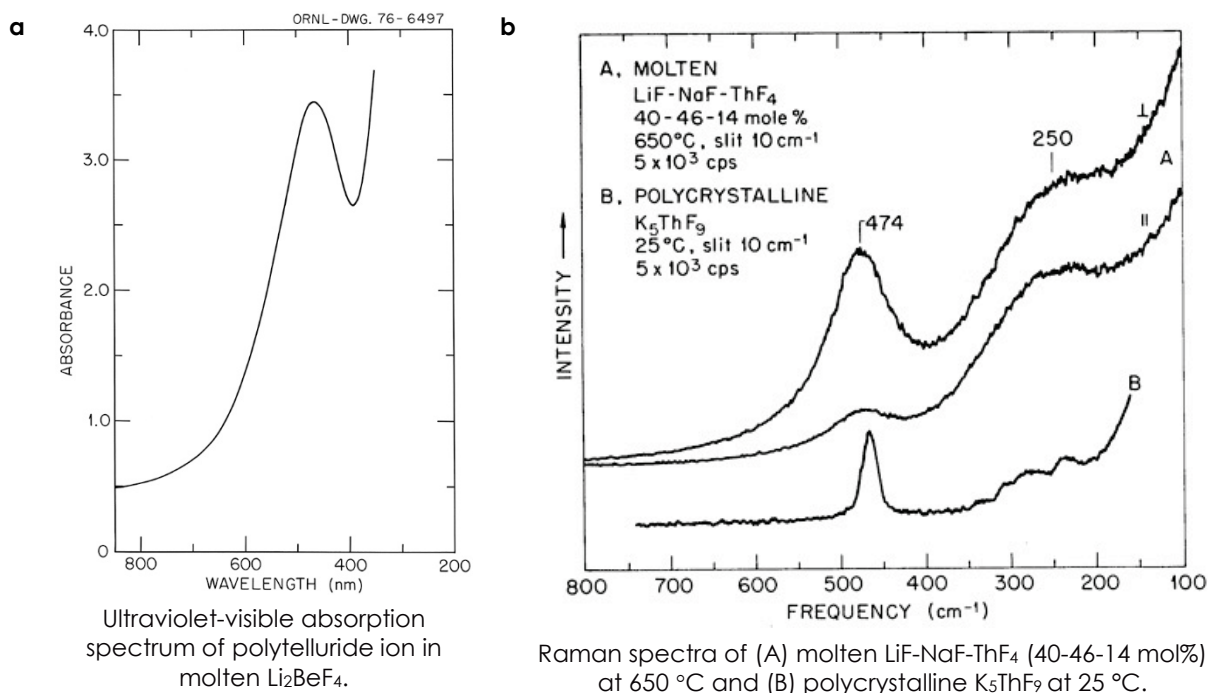 a
ORNL-DWG. 76-6497
4.0
3.0
2.0
1.0
0
ABSORBANCE
800 600 400 200
WAVELENGTH (nm)
Ultraviolet-visible absorption
spectrum of polytelluride ion in
molten Li₂BeF₄.
b
A. MOLTEN
LiF-NaF-ThF₄
40-46-14 mole %
650°C, slit 10 cm⁻¹
5 x 10³ cps
B. POLYCRYSTALLINE
K₅ThF₉
25°C, slit 10 cm⁻¹
5 x 10³ cps
474
250
⊥
A
||
B
INTENSITY
800 700 600 500 400 300 200 100
FREQUENCY (cm⁻¹)
Raman spectra of (A) molten LiF-NaF-ThF₄ (40-46-14 mol%)
at 650 °C and (B) polycrystalline K₅ThF₉ at 25 °C.